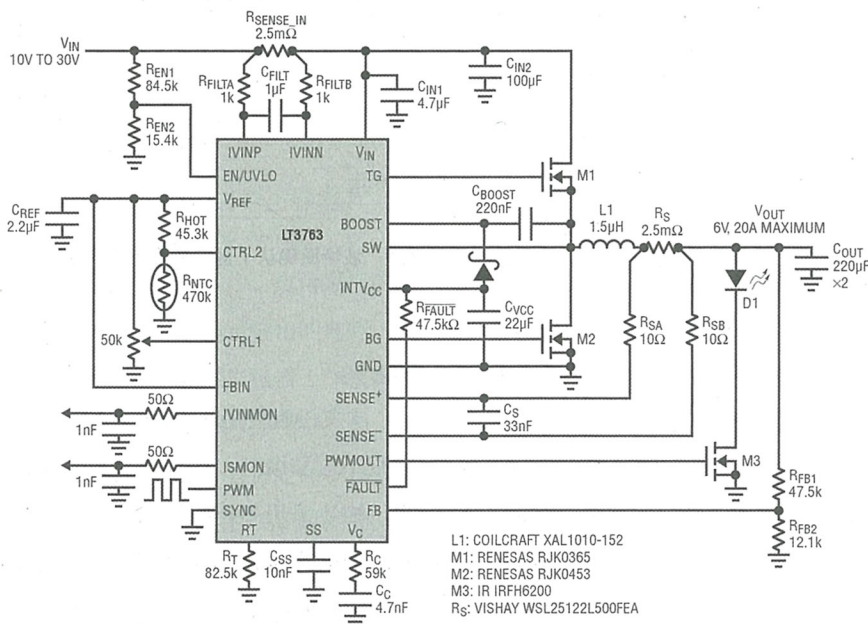 RSENSE_IN
2.5mΩ
VIN
10V TO 30V
REN1
84.5k
RFILTA
1k
CFILT
1µF
RFILTB
1k
CIN1
4.7µF
CIN2
100µF
REN2
15.4k
IVINP
IVINN
VIN
EN/UVLO
TG
M1
VREF
CREF
2.2µF
RHOT
45.3k
LT3763
BOOST
CBOOST
220nF
L1
1.5µH
RS
2.5mΩ
VOUT
6V, 20A MAXIMUM
CTRL2
SW
COUT
220µF
×2
RNTC
470k
INTVCC
D1
RFAULT
47.5kΩ
CVCC
22µF
50k
CTRL1
BG
M2
RSA
10Ω
RSB
10Ω
GND
FBIN
SENSE+
50Ω
IVINMON
1nF
CS
33nF
SENSE−
50Ω
ISMON
PWMOUT
M3
1nF
PWM
FAULT
RFB1
47.5k
SYNC
FB
RT
SS
VC
RFB2
12.1k
RT
82.5k
CSS
10nF
RC
59k
CC
4.7nF
L1: COILCRAFT XAL1010-152
M1: RENESAS RJK0365
M2: RENESAS RJK0453
M3: IR IRFH6200
RS: VISHAY WSL25122L500FEA